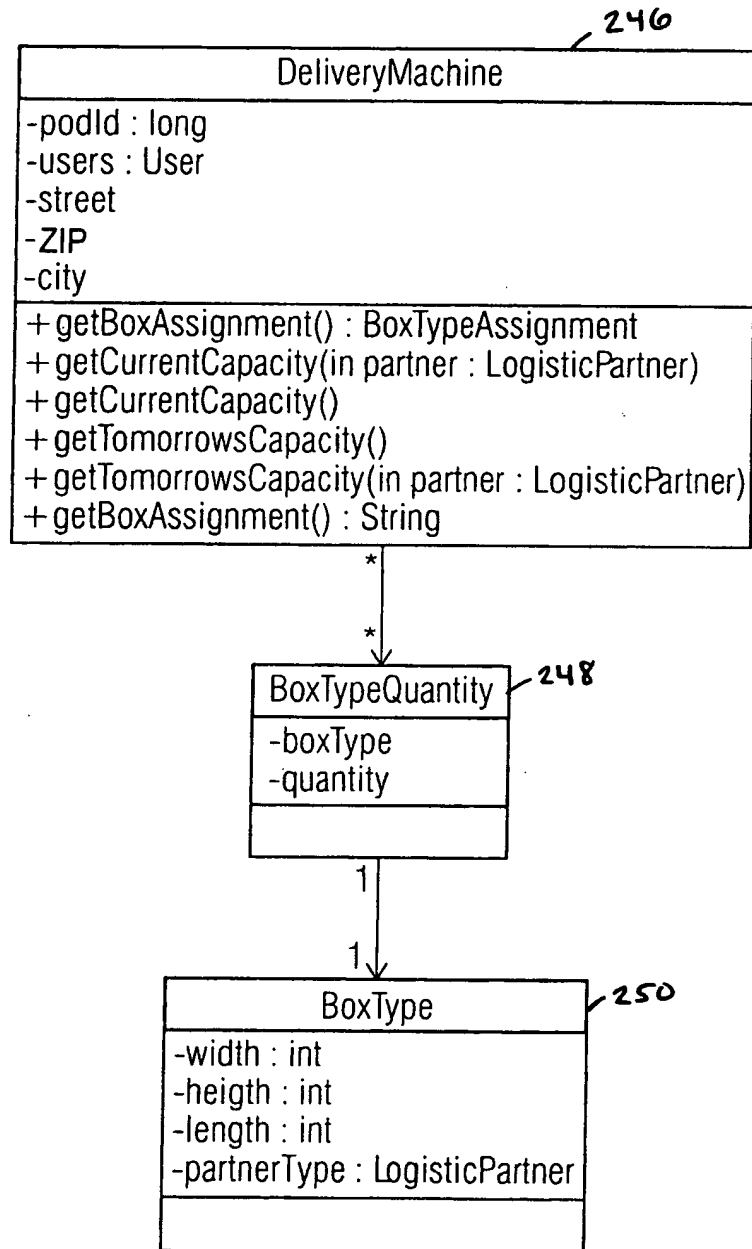 246
DeliveryMachine
-podId : long
-users : User
-street
-ZIP
-city
+getBoxAssignment() : BoxTypeAssignment
+getCurrentCapacity(in partner : LogisticPartner)
+getCurrentCapacity()
+getTomorrowsCapacity()
+getTomorrowsCapacity(in partner : LogisticPartner)
+getBoxAssignment() : String
*
*
248
BoxTypeQuantity
-boxType
-quantity
1
1
250
BoxType
-width : int
-heigth : int
-length : int
-partnerType : LogisticPartner